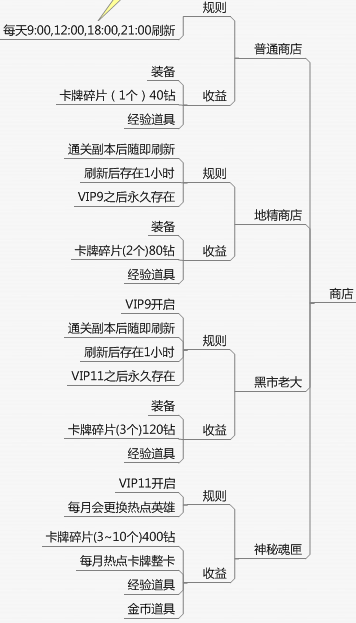 规则
每天9:00,12:00,18:00,21:00刷新
普通商店
装备
卡牌碎片（1个）40钻
收益
经验道具
通关副本后随即刷新
刷新后存在1小时
规则
VIP9之后永久存在
地精商店
装备
卡牌碎片(2个)80钻
收益
经验道具
商店
VIP9开启
通关副本后随即刷新
规则
刷新后存在1小时
VIP11之后永久存在
黑市老大
装备
卡牌碎片(3个)120钻
收益
经验道具
VIP11开启
规则
每月会更换热点英雄
卡牌碎片(3~10个)400钻
神秘魂匣
每月热点卡牌整卡
收益
经验道具
金币道具